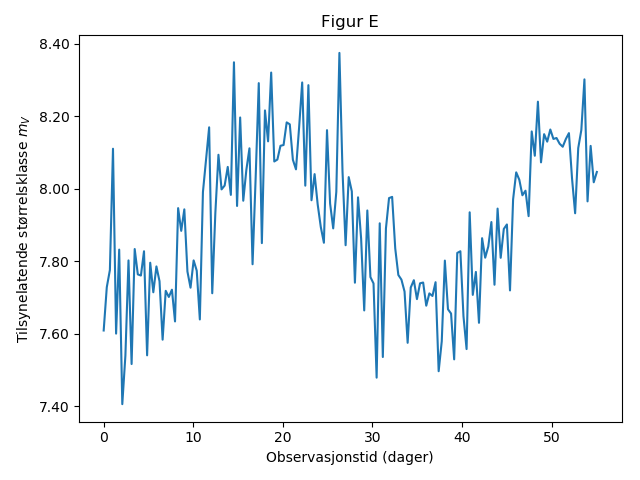 Figur E
Tilsynelatende størrelsklasse m_V
8.40
8.20
8.00
7.80
7.60
7.40
0 10 20 30 40 50
Observasjonstid (dager)